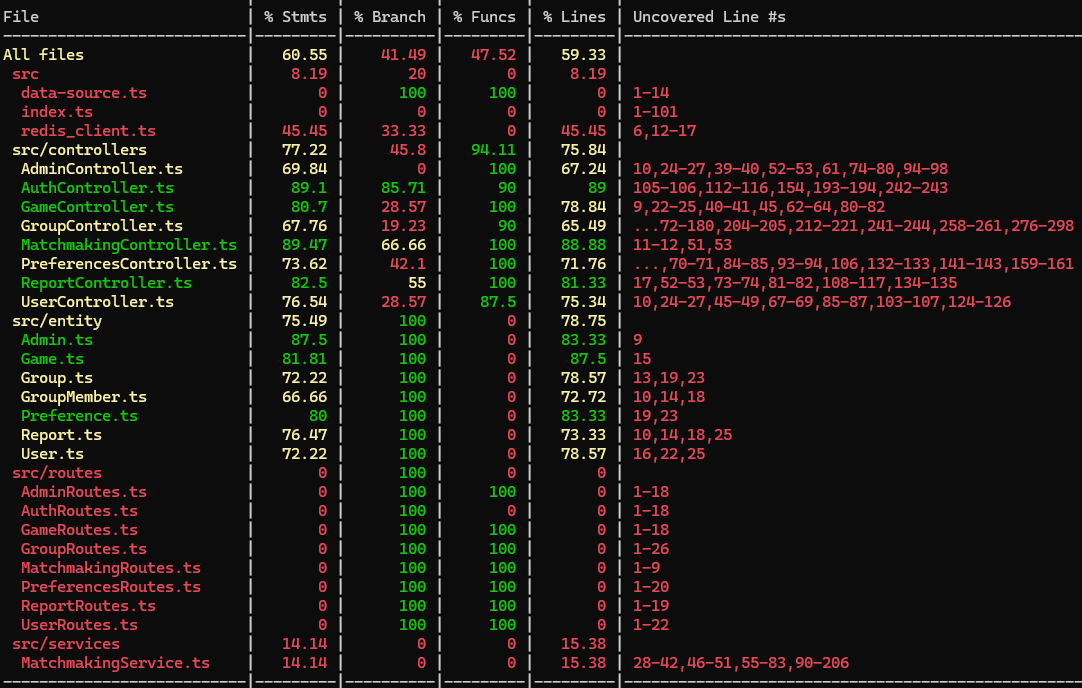 File | % Stmts | % Branch | % Funcs | % Lines | Uncovered Line #s
All files | 60.55 | 41.49 | 47.52 | 59.33 |
src | 8.19 | 20 | 0 | 8.19 |
data-source.ts | 0 | 100 | 100 | 0 | 1-14
index.ts | 0 | 0 | 0 | 0 | 1-101
redis_client.ts | 45.45 | 33.33 | 0 | 45.45 | 6,12-17
src/controllers | 77.22 | 45.8 | 94.11 | 75.84 |
AdminController.ts | 69.84 | 0 | 100 | 67.24 | 10,24-27,39-40,52-53,61,74-80,94-98
AuthController.ts | 89.1 | 85.71 | 90 | 89 | 105-106,112-116,154,193-194,242-243
GameController.ts | 80.7 | 28.57 | 100 | 78.84 | 9,22-25,40-41,45,62-64,80-82
GroupController.ts | 67.76 | 19.23 | 90 | 65.49 | ...72-180,204-205,212-221,241-244,258-261,276-298
MatchmakingController.ts | 89.47 | 66.66 | 100 | 88.88 | 11-12,51,53
PreferencesController.ts | 73.62 | 42.1 | 100 | 71.76 | ...,70-71,84-85,93-94,106,132-133,141-143,159-161
ReportController.ts | 82.5 | 55 | 100 | 81.33 | 17,52-53,73-74,81-82,108-117,134-135
UserController.ts | 76.54 | 28.57 | 87.5 | 75.34 | 10,24-27,45-49,67-69,85-87,103-107,124-126
src/entity | 75.49 | 100 | 0 | 78.75 |
Admin.ts | 87.5 | 100 | 0 | 83.33 | 9
Game.ts | 81.81 | 100 | 0 | 87.5 | 15
Group.ts | 72.22 | 100 | 0 | 78.57 | 13,19,23
GroupMember.ts | 66.66 | 100 | 0 | 72.72 | 10,14,18
Preference.ts | 80 | 100 | 0 | 83.33 | 19,23
Report.ts | 76.47 | 100 | 0 | 73.33 | 10,14,18,25
User.ts | 72.22 | 100 | 0 | 78.57 | 16,22,25
src/routes | 0 | 100 | 0 | 0 |
AdminRoutes.ts | 0 | 100 | 100 | 0 | 1-18
AuthRoutes.ts | 0 | 100 | 0 | 0 | 1-18
GameRoutes.ts | 0 | 100 | 100 | 0 | 1-18
GroupRoutes.ts | 0 | 100 | 100 | 0 | 1-26
MatchmakingRoutes.ts | 0 | 100 | 100 | 0 | 1-9
PreferencesRoutes.ts | 0 | 100 | 100 | 0 | 1-20
ReportRoutes.ts | 0 | 100 | 100 | 0 | 1-19
UserRoutes.ts | 0 | 100 | 100 | 0 | 1-22
src/services | 14.14 | 0 | 0 | 15.38 |
MatchmakingService.ts | 14.14 | 0 | 0 | 15.38 | 28-42,46-51,55-83,90-206